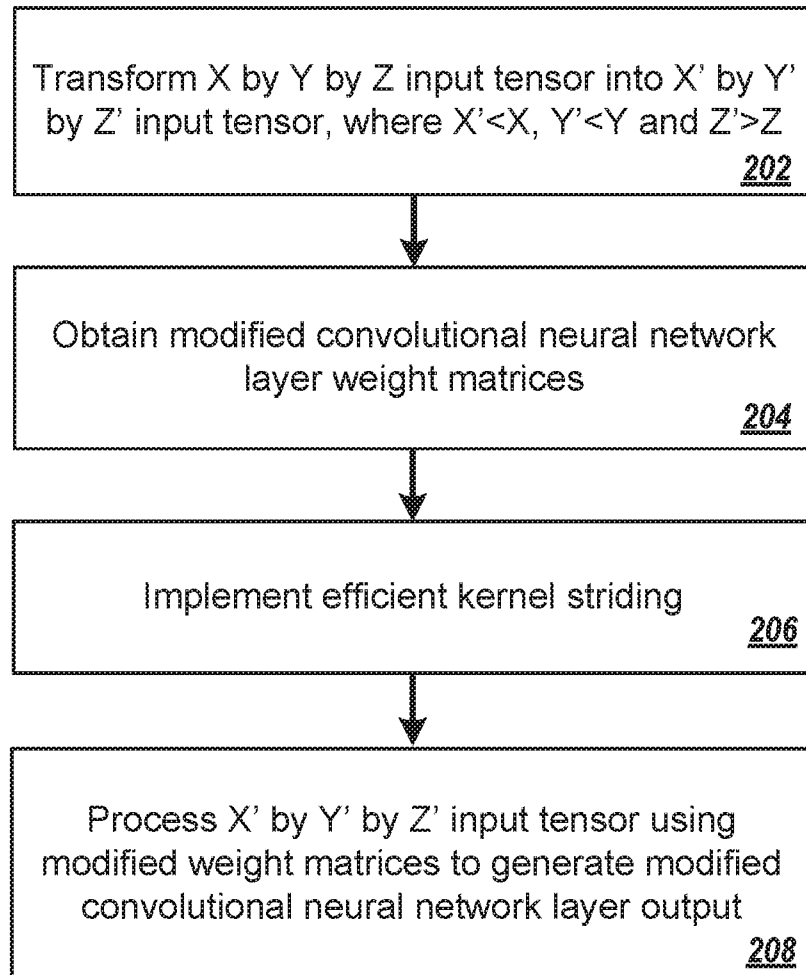 Transform X by Y by Z input tensor into X' by Y'
by Z' input tensor, where X'<X, Y'<Y and Z'>Z
202
Obtain modified convolutional neural network
layer weight matrices
204
Implement efficient kernel striding
206
Process X' by Y' by Z' input tensor using
modified weight matrices to generate modified
convolutional neural network layer output
208